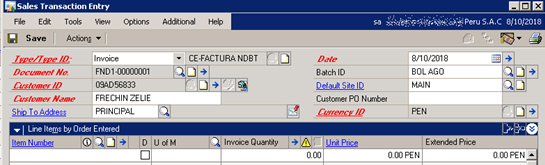 Sales Transaction Entry
File Edit Tools View Options Additional Help sa Peru S.A.C 8/10/2018
Save Actions
Type/Type ID: Invoice CE-FACTURA NDBT Date 8/10/2018
Document No. FND1-00000001 Batch ID BOL AGO
Customer ID 09AD56833 Default Site ID MAIN
Customer Name FRECHIN ZELIE Customer PO Number
Ship To Address PRINCIPAL Currency ID PEN
Line Items by Order Entered
Item Number D U of M Invoice Quantity Unit Price Extended Price
0.00 0.00 PEN 0.00 PEN